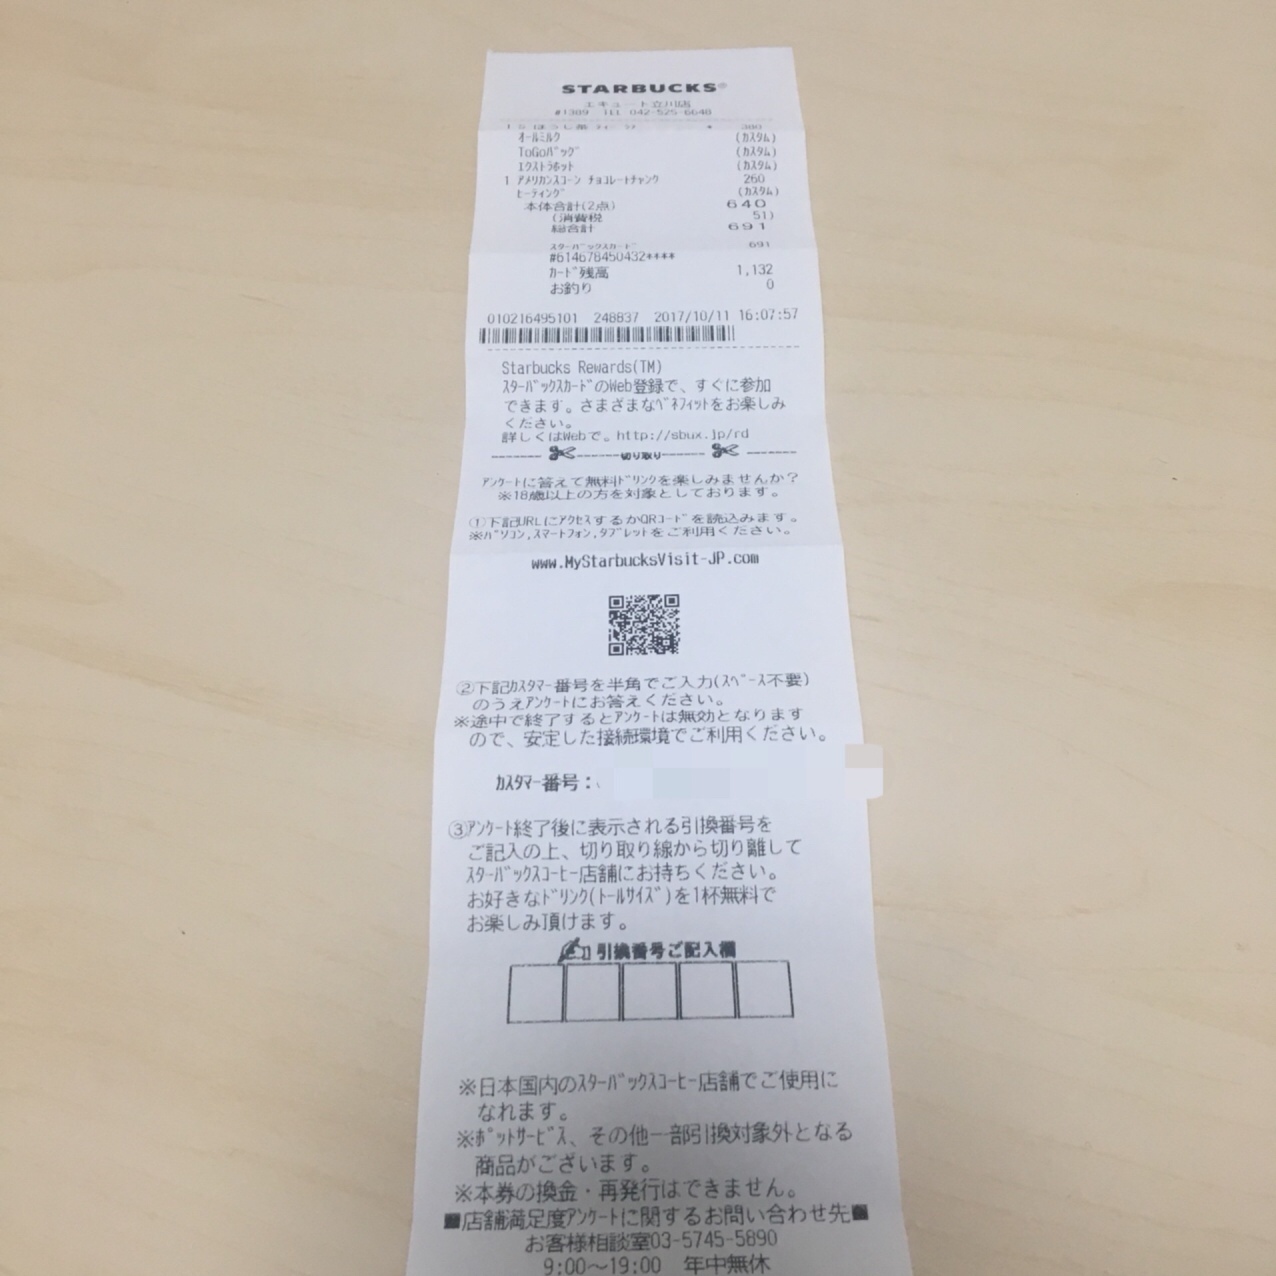 STARBUCKS®
エキュート立川店
#1389 TEL 042-525-6648
1 S ほうじ茶 380
ｵｰﾙﾐﾙｸ (ｶｽﾀﾑ)
ToGoﾊﾞｯｸﾞ (ｶｽﾀﾑ)
ｴｸｽﾄﾗﾎｯﾄ (ｶｽﾀﾑ)
1 ｱﾒﾘｶﾝｽｺｰﾝ ﾁｮｺﾚｰﾄﾁｬﾝｸ 260
ﾋｰﾃｨﾝｸﾞ (ｶｽﾀﾑ)
本体合計(2点) 640
(消費税 51)
総合計 691
ｽﾀｰﾊﾞｯｸｽｶｰﾄﾞ 691
#614678450432****
ｶｰﾄﾞ残高 1,132
お釣り 0
010216495101 248837 2017/10/11 16:07:57
Starbucks Rewards(TM)
ｽﾀｰﾊﾞｯｸｽｶｰﾄﾞのWeb登録で、すぐに参加
できます。さまざまなﾍﾞﾈﾌｨｯﾄをお楽しみ
ください。
詳しくはWebで。http://sbux.jp/rd
切り取り
ｱﾝｹｰﾄに答えて無料ﾄﾞﾘﾝｸを楽しみませんか？
※18歳以上の方を対象としております。
①下記URLにｱｸｾｽするかQRｺｰﾄﾞを読込みます。
※ﾊﾟｿｺﾝ,ｽﾏｰﾄﾌｫﾝ,ﾀﾌﾞﾚｯﾄをご利用ください。
www.MyStarbucksVisit-JP.com
②下記ｶｽﾀﾏｰ番号を半角でご入力(ｽﾍﾟｰｽ不要)
のうえｱﾝｹｰﾄにお答えください。
※途中で終了するとｱﾝｹｰﾄは無効となります
ので、安定した接続環境でご利用ください。
ｶｽﾀﾏｰ番号：
③ｱﾝｹｰﾄ終了後に表示される引換番号を
ご記入の上、切り取り線から切り離して
ｽﾀｰﾊﾞｯｸｽｺｰﾋｰ店舗にお持ちください。
お好きなﾄﾞﾘﾝｸ(ﾄｰﾙｻｲｽﾞ)を1杯無料で
お楽しみ頂けます。
引換番号ご記入欄
※日本国内のｽﾀｰﾊﾞｯｸｽｺｰﾋｰ店舗でご使用に
なれます。
※ﾎﾟｯﾄｻｰﾋﾞｽ、その他一部引換対象外となる
商品がございます。
※本券の換金・再発行はできません。
■店舗満足度ｱﾝｹｰﾄに関するお問い合わせ先■
お客様相談室03-5745-5890
9:00～19:00 年中無休